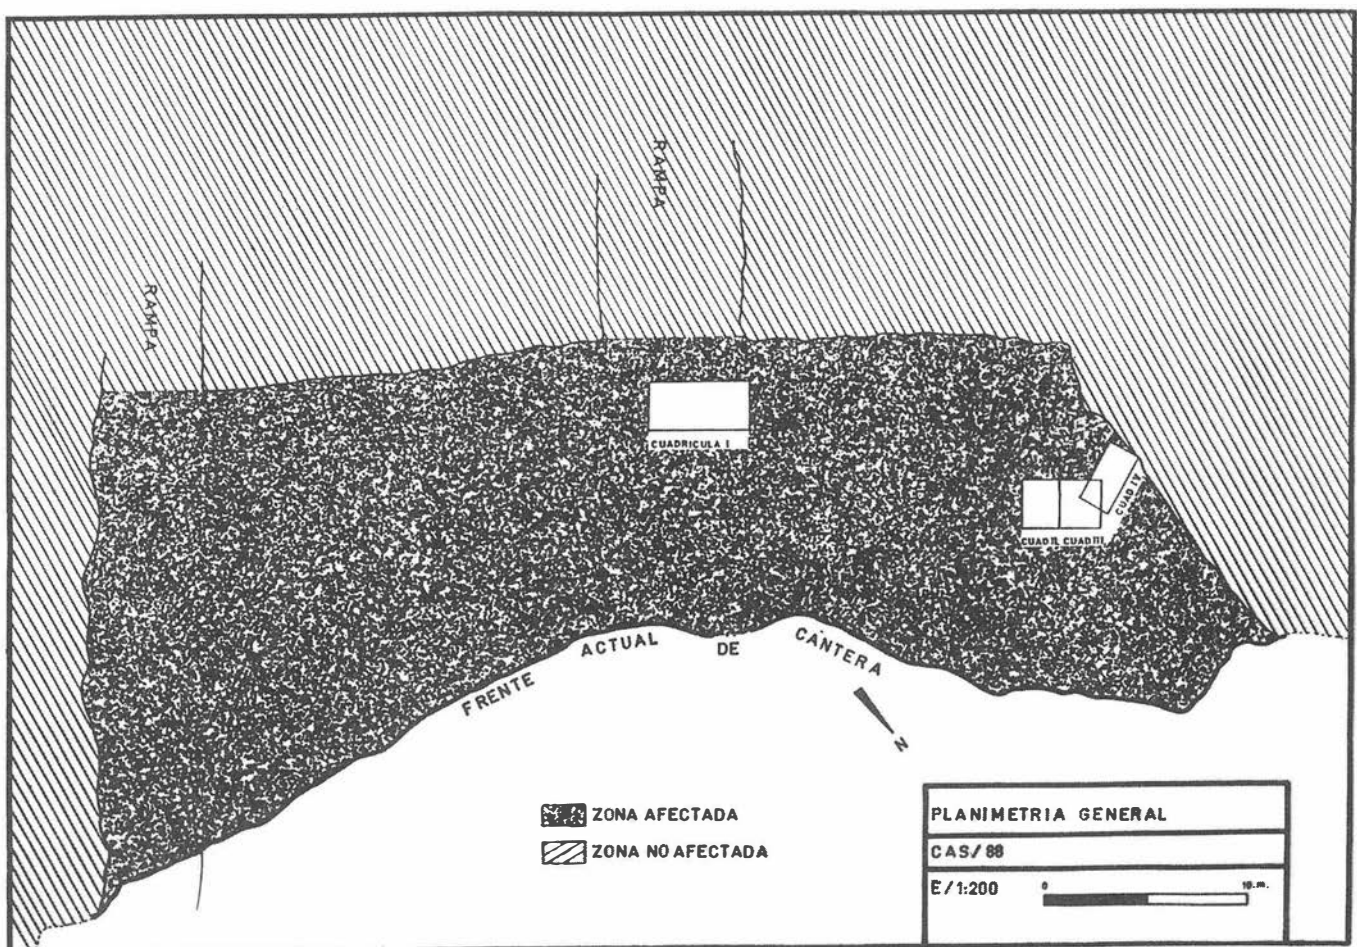 RAMPA
RAMPA
CUADRICULA I
CUAD II, CUAD III,
CUAD IV
FRENTE ACTUAL DE CANTERA
N
ZONA AFECTADA
ZONA NO AFECTADA
PLANIMETRIA GENERAL
CAS/88
E/1:200
0 10 m.